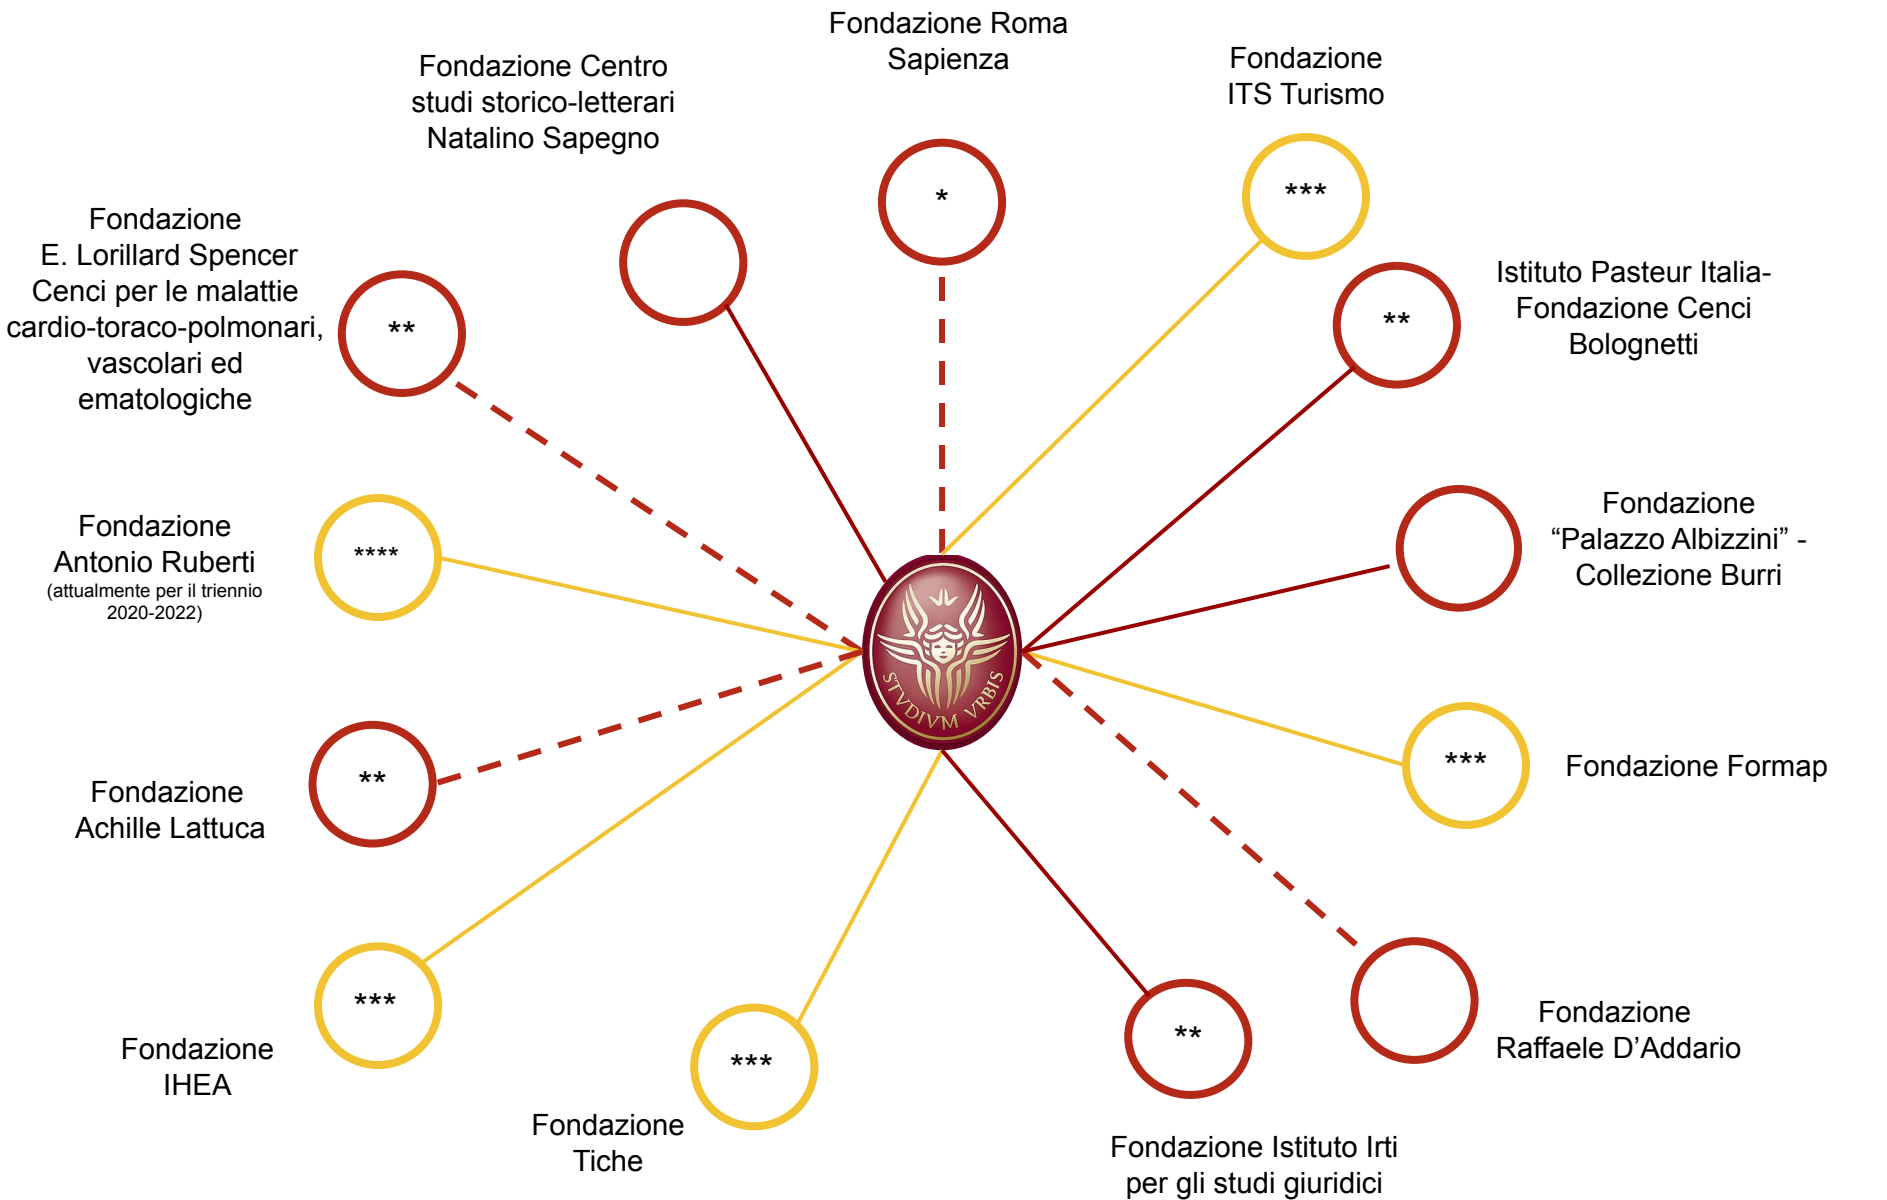 Fondazione Roma
Sapienza
*
Fondazione
ITS Turismo
***
Fondazione Centro
studi storico-letterari
Natalino Sapegno
Fondazione
E. Lorillard Spencer
Cenci per le malattie
cardio-toraco-polmonari,
vascolari ed
ematologiche
**
Istituto Pasteur Italia-
Fondazione Cenci
Bolognetti
**
Fondazione
Antonio Ruberti
(attualmente per il triennio
2020-2022)
****
Fondazione
“Palazzo Albizzini” -
Collezione Burri
STVDIVM VRBIS
Fondazione
Achille Lattuca
**
Fondazione Formap
***
Fondazione
IHEA
***
Fondazione
Tiche
***
Fondazione Istituto Irti
per gli studi giuridici
**
Fondazione
Raffaele D’Addario